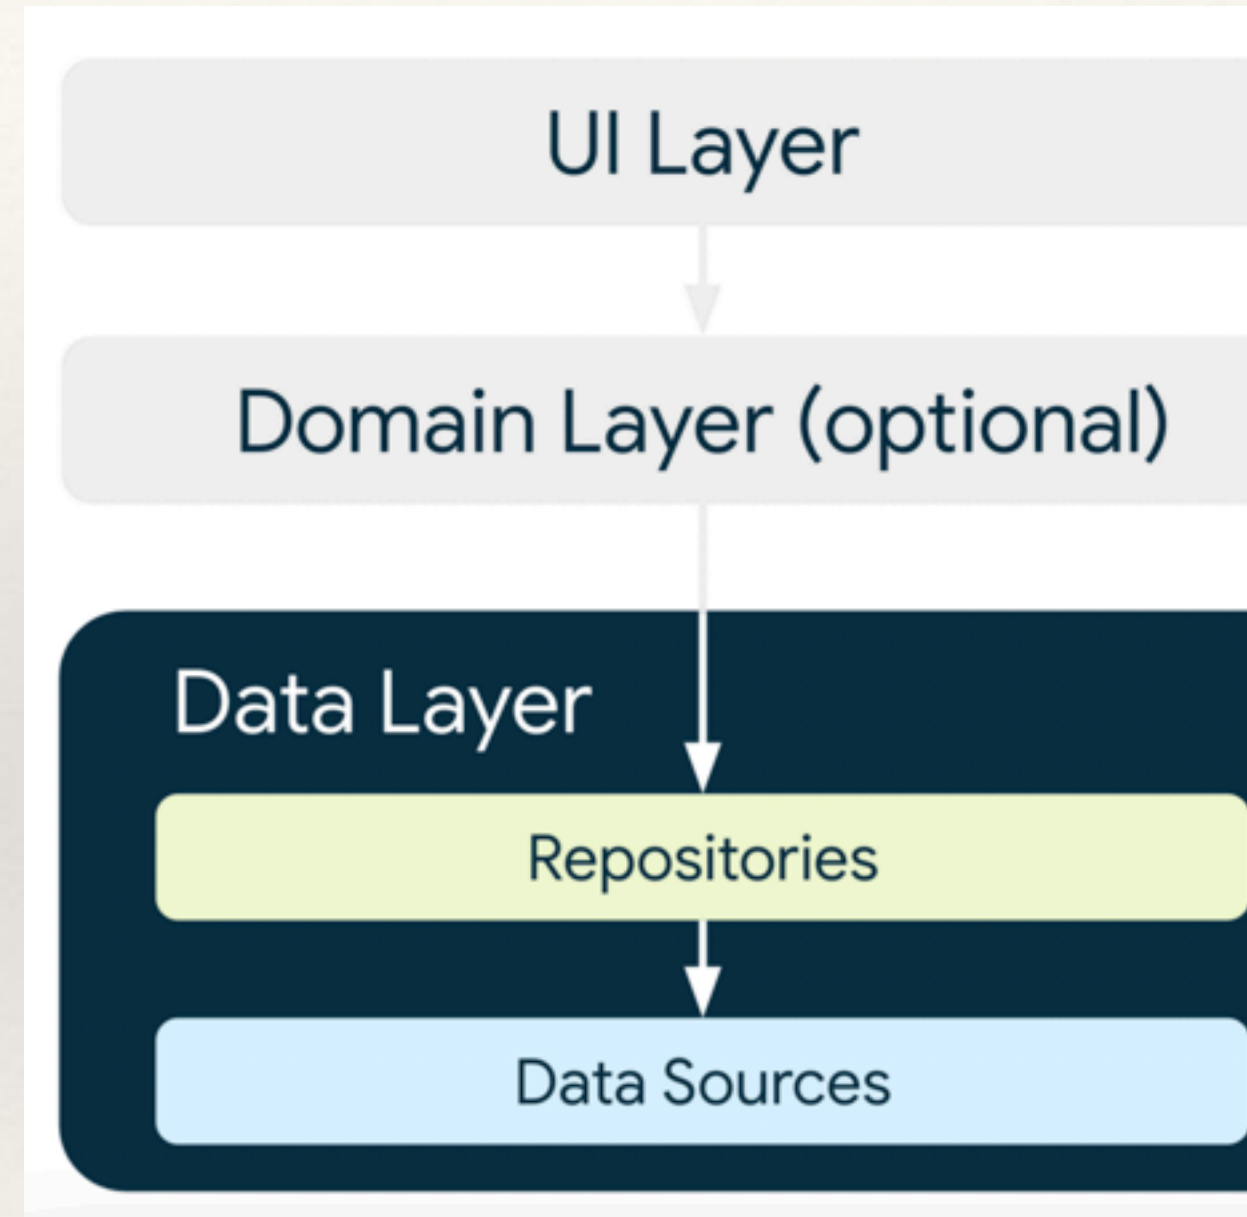 UI Layer
Domain Layer (optional)
Data Layer
Repositories
Data Sources